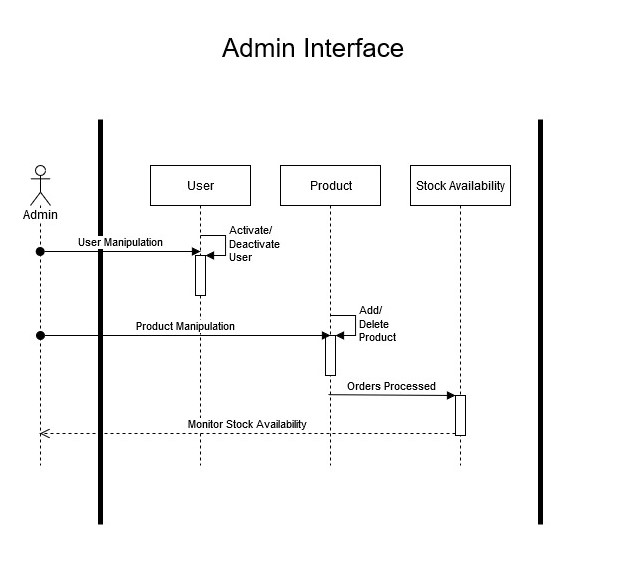 Admin Interface
Admin
User
Product
Stock Availability
User Manipulation
Activate/
Deactivate
User
Product Manipulation
Add/
Delete
Product
Orders Processed
Monitor Stock Availability